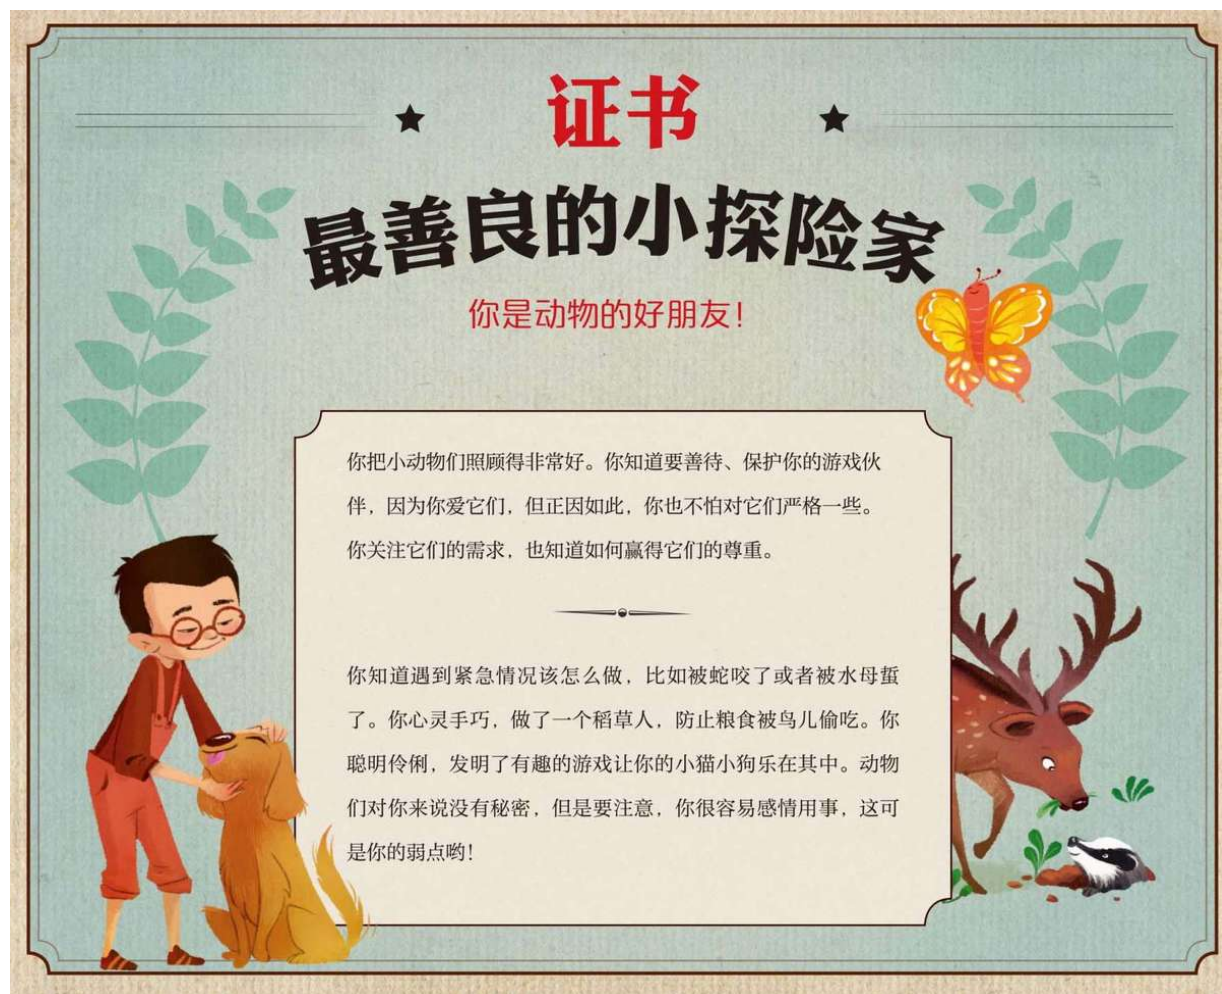 证书
最善良的小探险家
你是动物的好朋友！
你把小动物们照顾得非常好。你知道要善待、保护你的游戏伙
伴，因为你爱它们，但正因如此，你也不怕对它们严格一些。
你关注它们的需求，也知道如何赢得它们的尊重。
你知道遇到紧急情况该怎么做，比如被蛇咬了或者被水母蜇
了。你心灵手巧，做了一个稻草人，防止粮食被鸟儿偷吃。你
聪明伶俐，发明了有趣的游戏让你的小猫小狗乐在其中。动物
们对你来说没有秘密，但是要注意，你很容易感情用事，这可
是你的弱点哟！